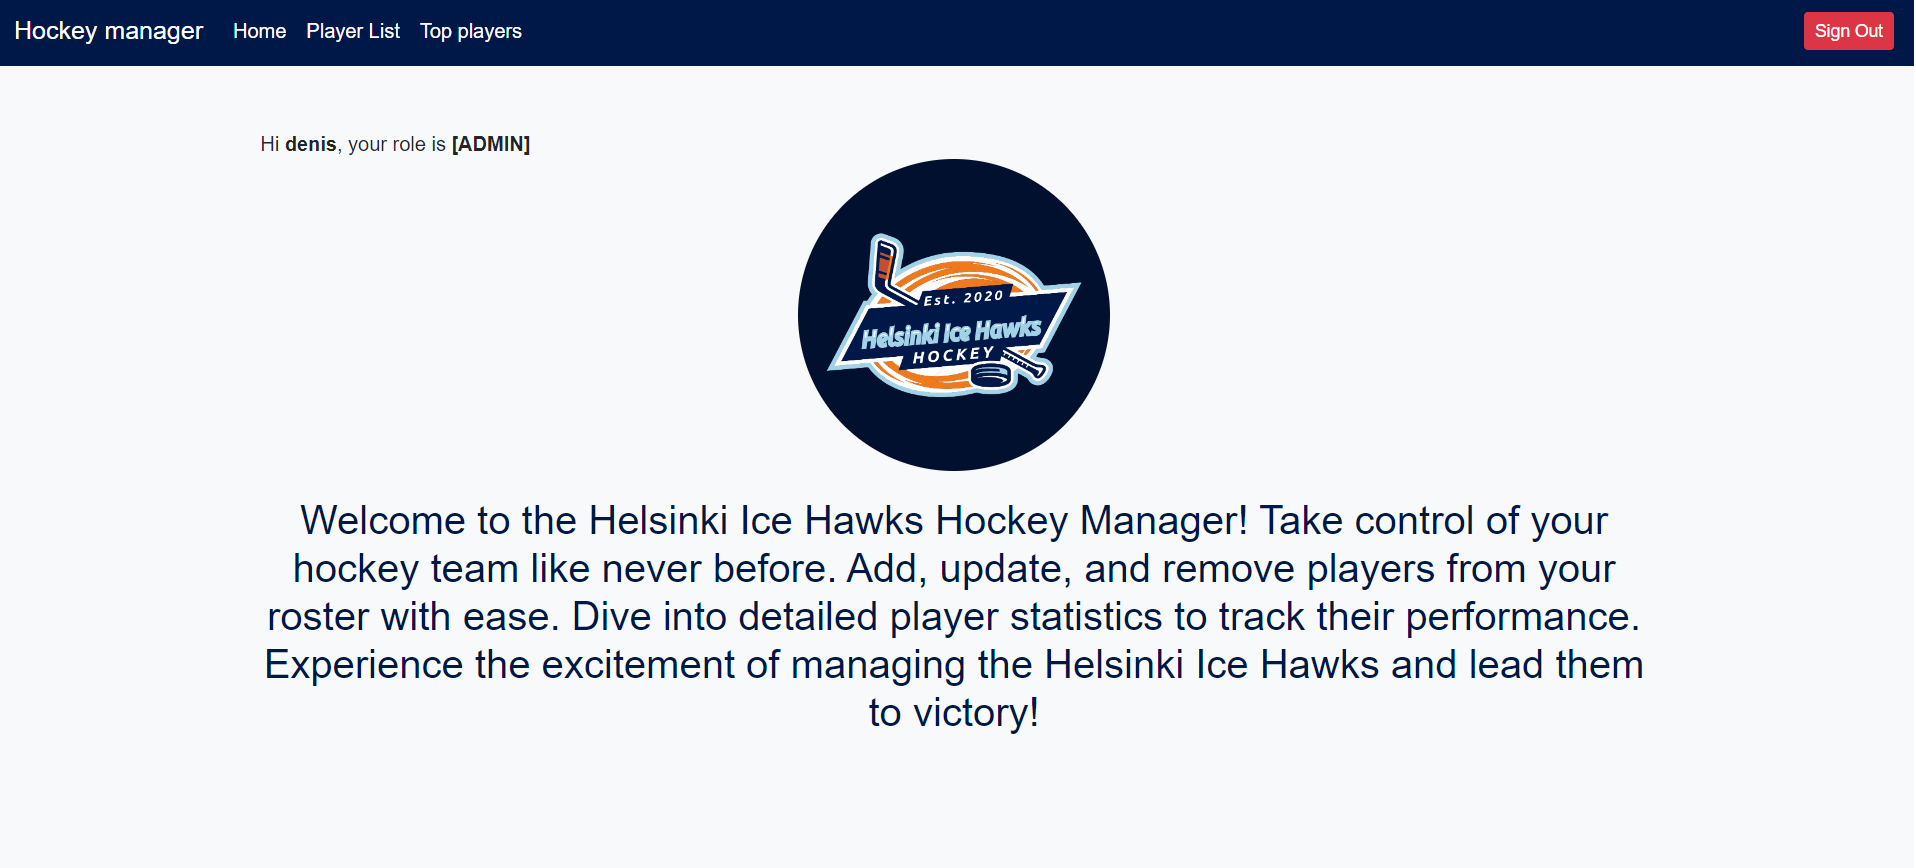 Hockey manager Home Player List Top players Sign Out
Hi denis, your role is [ADMIN]
Est. 2020
Helsinki Ice Hawks
HOCKEY
Welcome to the Helsinki Ice Hawks Hockey Manager! Take control of your
hockey team like never before. Add, update, and remove players from your
roster with ease. Dive into detailed player statistics to track their performance.
Experience the excitement of managing the Helsinki Ice Hawks and lead them
to victory!